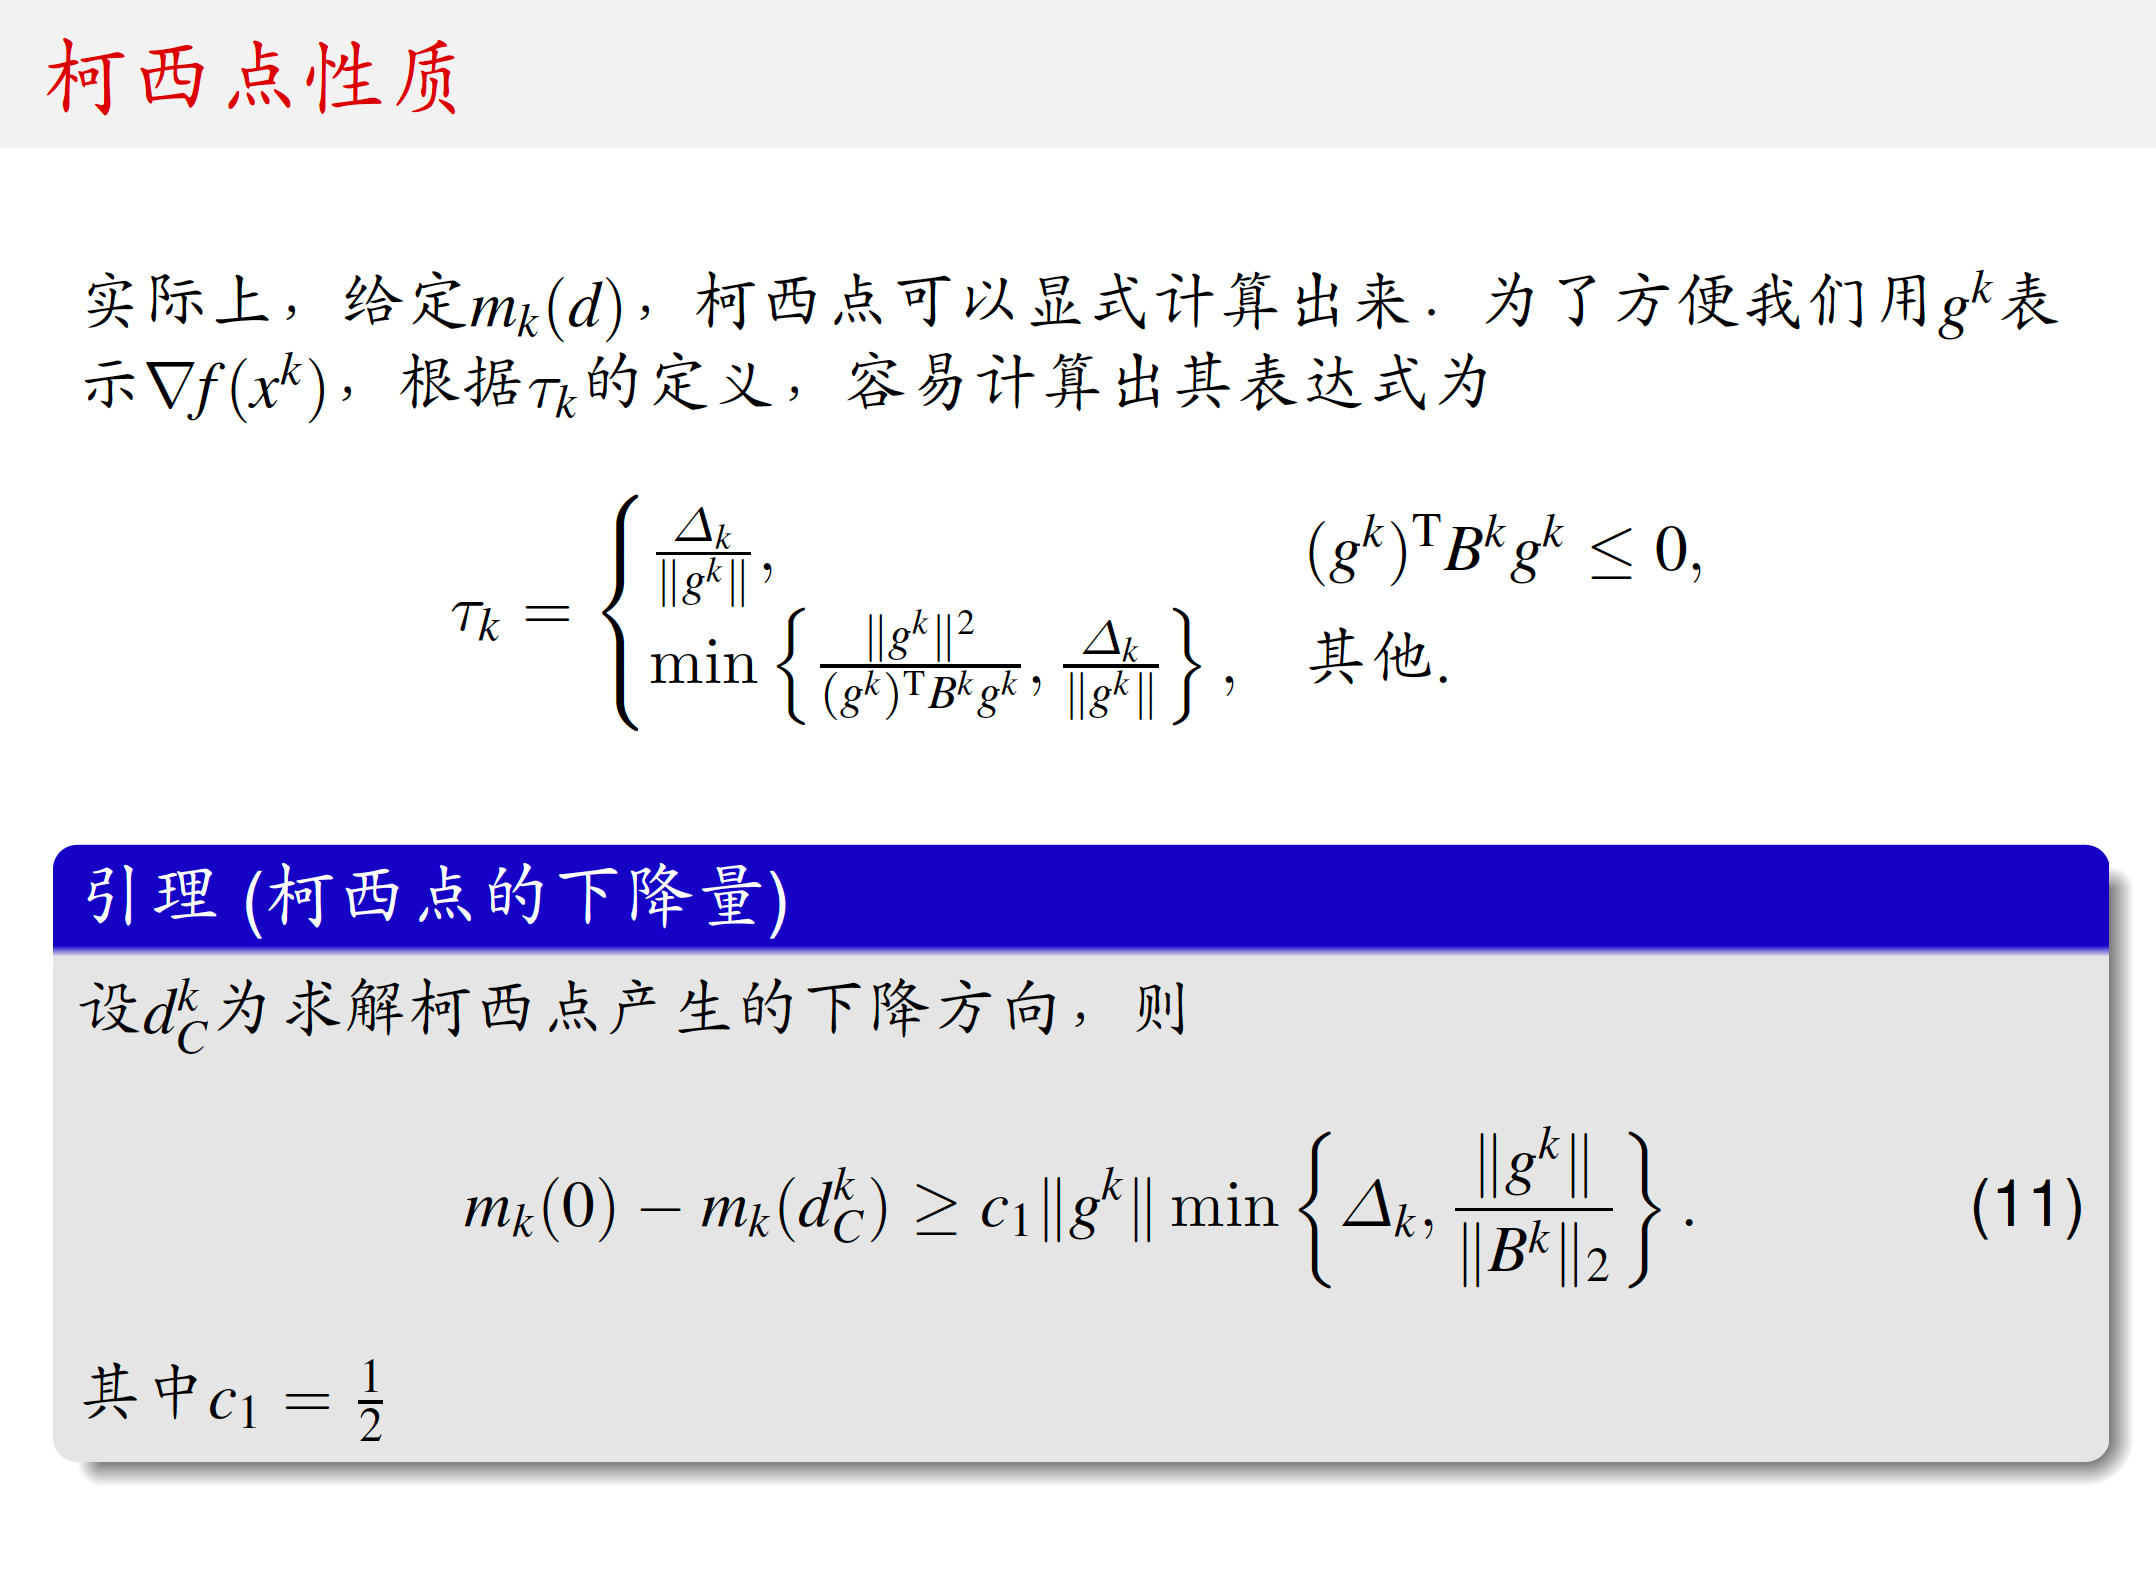 柯西点性质
实际上，给定$m_k(d)$，柯西点可以显式计算出来．为了方便我们用$g^k$表
示$\nabla f(x^k)$，根据$\tau_k$的定义，容易计算出其表达式为
$\tau_k = \begin{cases} \frac{\Delta_k}{\|g^k\|}, & (g^k)^{\mathrm{T}} B^k g^k \leq 0, \\ \min\left\{ \frac{\|g^k\|^2}{(g^k)^{\mathrm{T}} B^k g^k}, \frac{\Delta_k}{\|g^k\|} \right\}, & \text{其他}. \end{cases}$
引理 (柯西点的下降量)
设$d_C^k$为求解柯西点产生的下降方向，则
$m_k(0) - m_k(d_C^k) \geq c_1 \|g^k\| \min\left\{ \Delta_k, \frac{\|g^k\|}{\|B^k\|_2} \right\}.$ (11)
其中$c_1 = \frac{1}{2}$